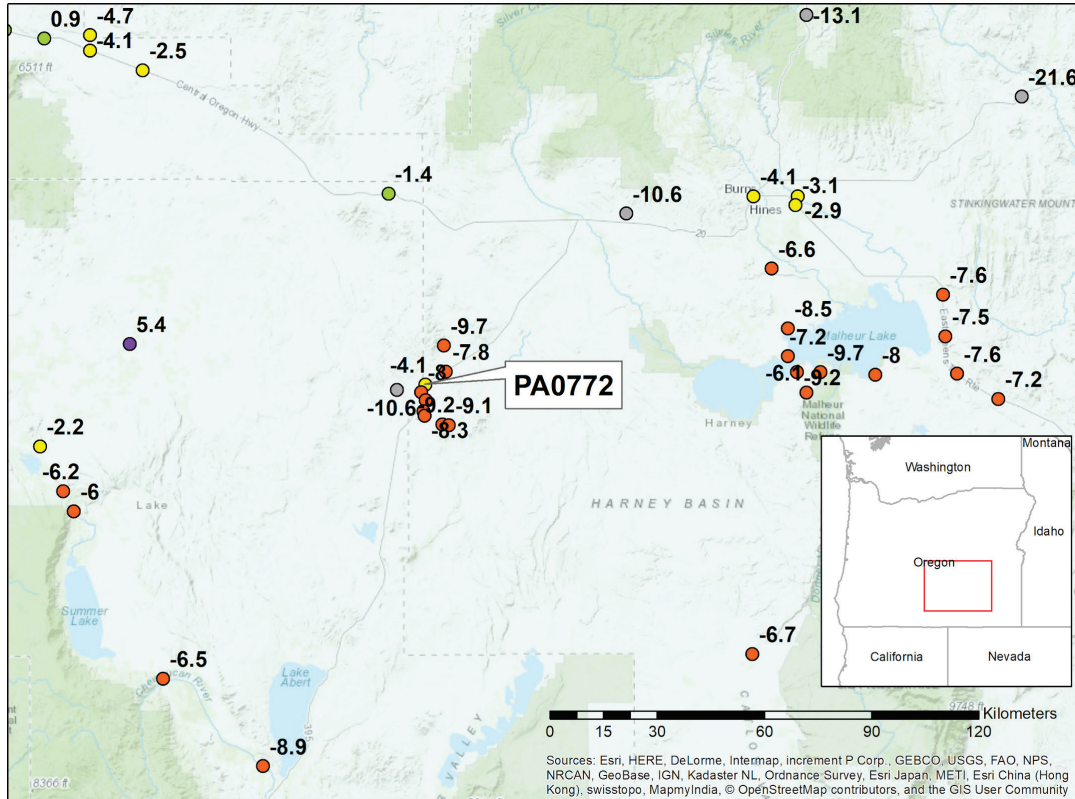 0.9
-4.7
-4.1
-2.5
-13.1
-21.6
6511 ft
Central Oregon Hwy
-1.4
-10.6
-4.1
-3.1
-2.9
Burns
Hines
20
STINKINGWATER MOUNT
-6.6
-7.6
-7.5
-7.6
-7.2
5.4
-9.7
-7.8
-4.1
-8
PA0772
-8.5
-7.2
Malheur Lake
-9.7
-8
-6.1
-9.2
-10.6
-9.2
-9.1
-8.3
Malheur
National
Wildlife
Harney
-2.2
-6.2
-6
Lake
HARNEY BASIN
Summer
Lake
-6.5
Lake
Abert
395
-8.9
VALLEY
-6.7
8366 ft
9748 ft
Montana
Washington
Idaho
Oregon
California
Nevada
Kilometers
0 15 30 60 90 120
Sources: Esri, HERE, DeLorme, Intermap, increment P Corp., GEBCO, USGS, FAO, NPS,
NRCAN, GeoBase, IGN, Kadaster NL, Ordnance Survey, Esri Japan, METI, Esri China (Hong
Kong), swisstopo, MapmyIndia, © OpenStreetMap contributors, and the GIS User Community